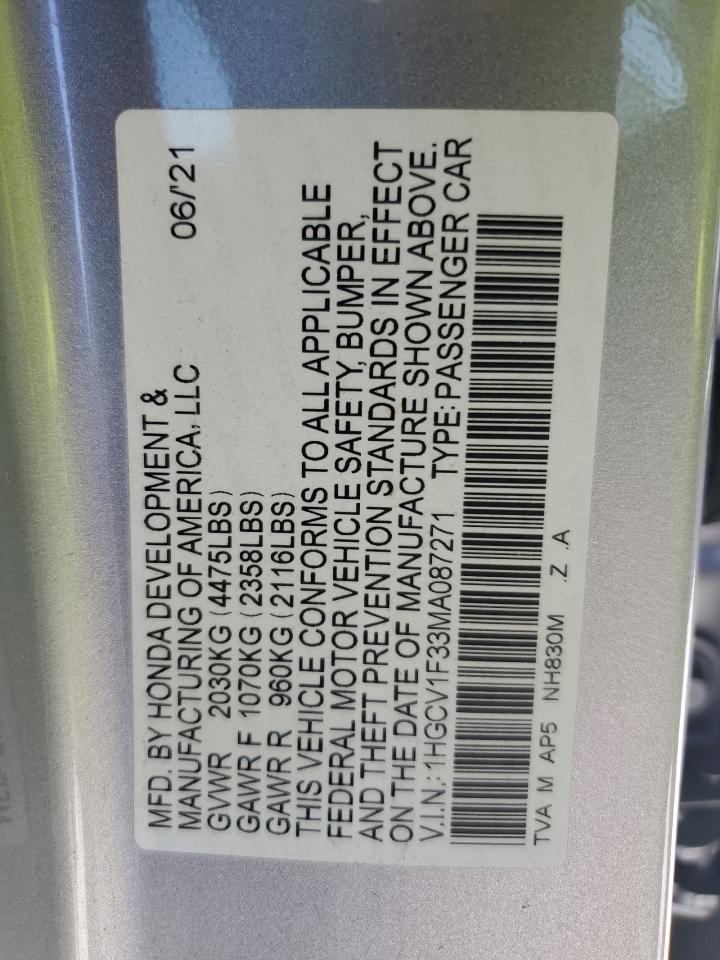 MFD. BY HONDA DEVELOPMENT &
MANUFACTURING OF AMERICA, LLC 06/'21
GVWR 2030KG (4475LBS)
GAWR F 1070KG (2358LBS)
GAWR R 960KG (2116LBS)
THIS VEHICLE CONFORMS TO ALL APPLICABLE
FEDERAL MOTOR VEHICLE SAFETY, BUMPER,
AND THEFT PREVENTION STANDARDS IN EFFECT
ON THE DATE OF MANUFACTURE SHOWN ABOVE.
V.I.N.: 1HGCV1F33MA087271 TYPE: PASSENGER CAR
TVA M AP5 NH830M .Z .A